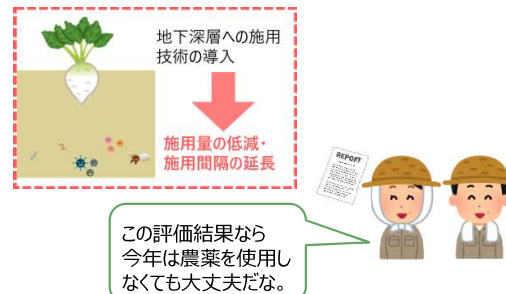 地下深層への施用
技術の導入
施用量の低減・
施用間隔の延長
REPORT
この評価結果なら
今年は農薬を使用し
なくても大丈夫だな。